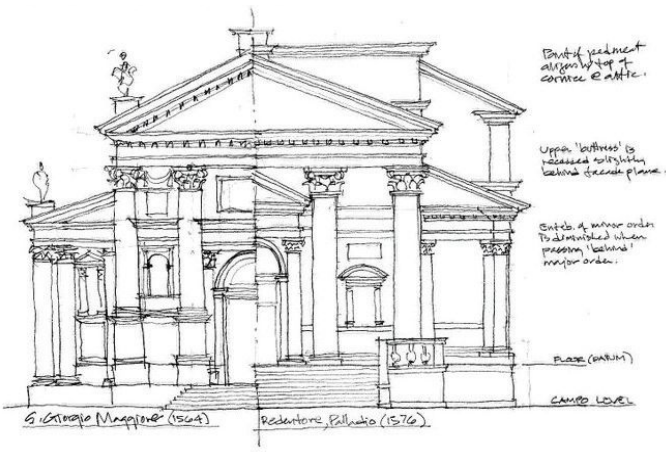 Point of pediment
aligns w/ top of
cornice @ attic.
Upper 'buttress' is
recessed slightly
behind facade plane.
Entab. of minor order
is diminished when
passing 'behind'
major order.
FLOOR (DATUM)
CAMPO LEVEL
S. Giorgio Maggiore (1564)
Redentore, Palladio (1576)